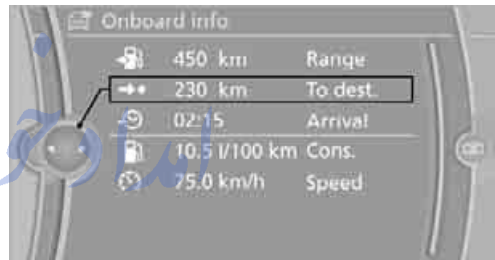 Onboard info
450 km Range
230 km To dest.
02:15 Arrival
10.5 l/100 km Cons.
75.0 km/h Speed